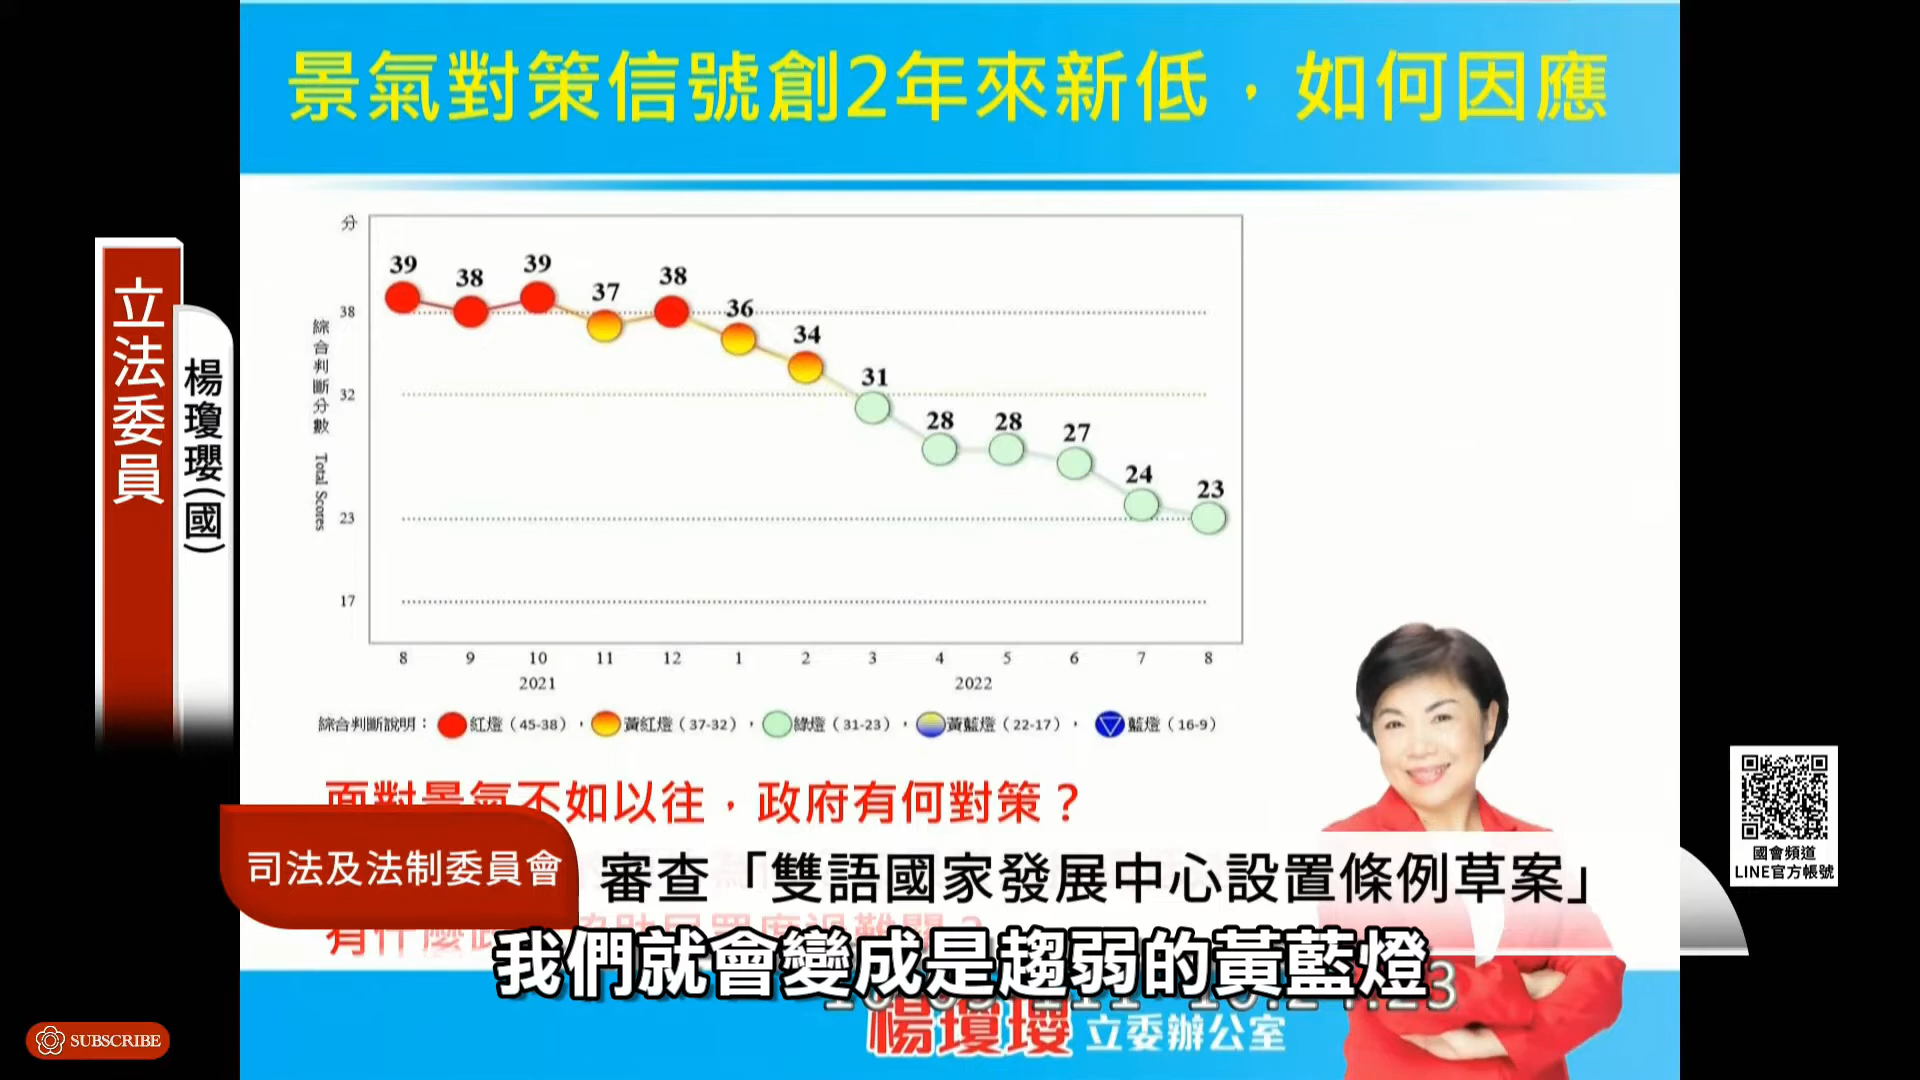 景氣對策信號創2年來新低，如何因應
立法委員
楊瓊瓔(國)
分
綜合判斷分數 Total Scores
38
32
23
17
39
38
39
37
38
36
34
31
28
28
27
24
23
8 9 10 11 12 1 2 3 4 5 6 7 8
2021 2022
綜合判斷說明： 紅燈（45-38）， 黃紅燈（37-32）， 綠燈（31-23）， 黃藍燈（22-17）， 藍燈（16-9）
面對景氣不如以往，政府有何對策？
司法及法制委員會
審查「雙語國家發展中心設置條例草案」
國會頻道
LINE官方帳號
我們就會變成是趨弱的黃藍燈
楊瓊瓔 立委辦公室
SUBSCRIBE